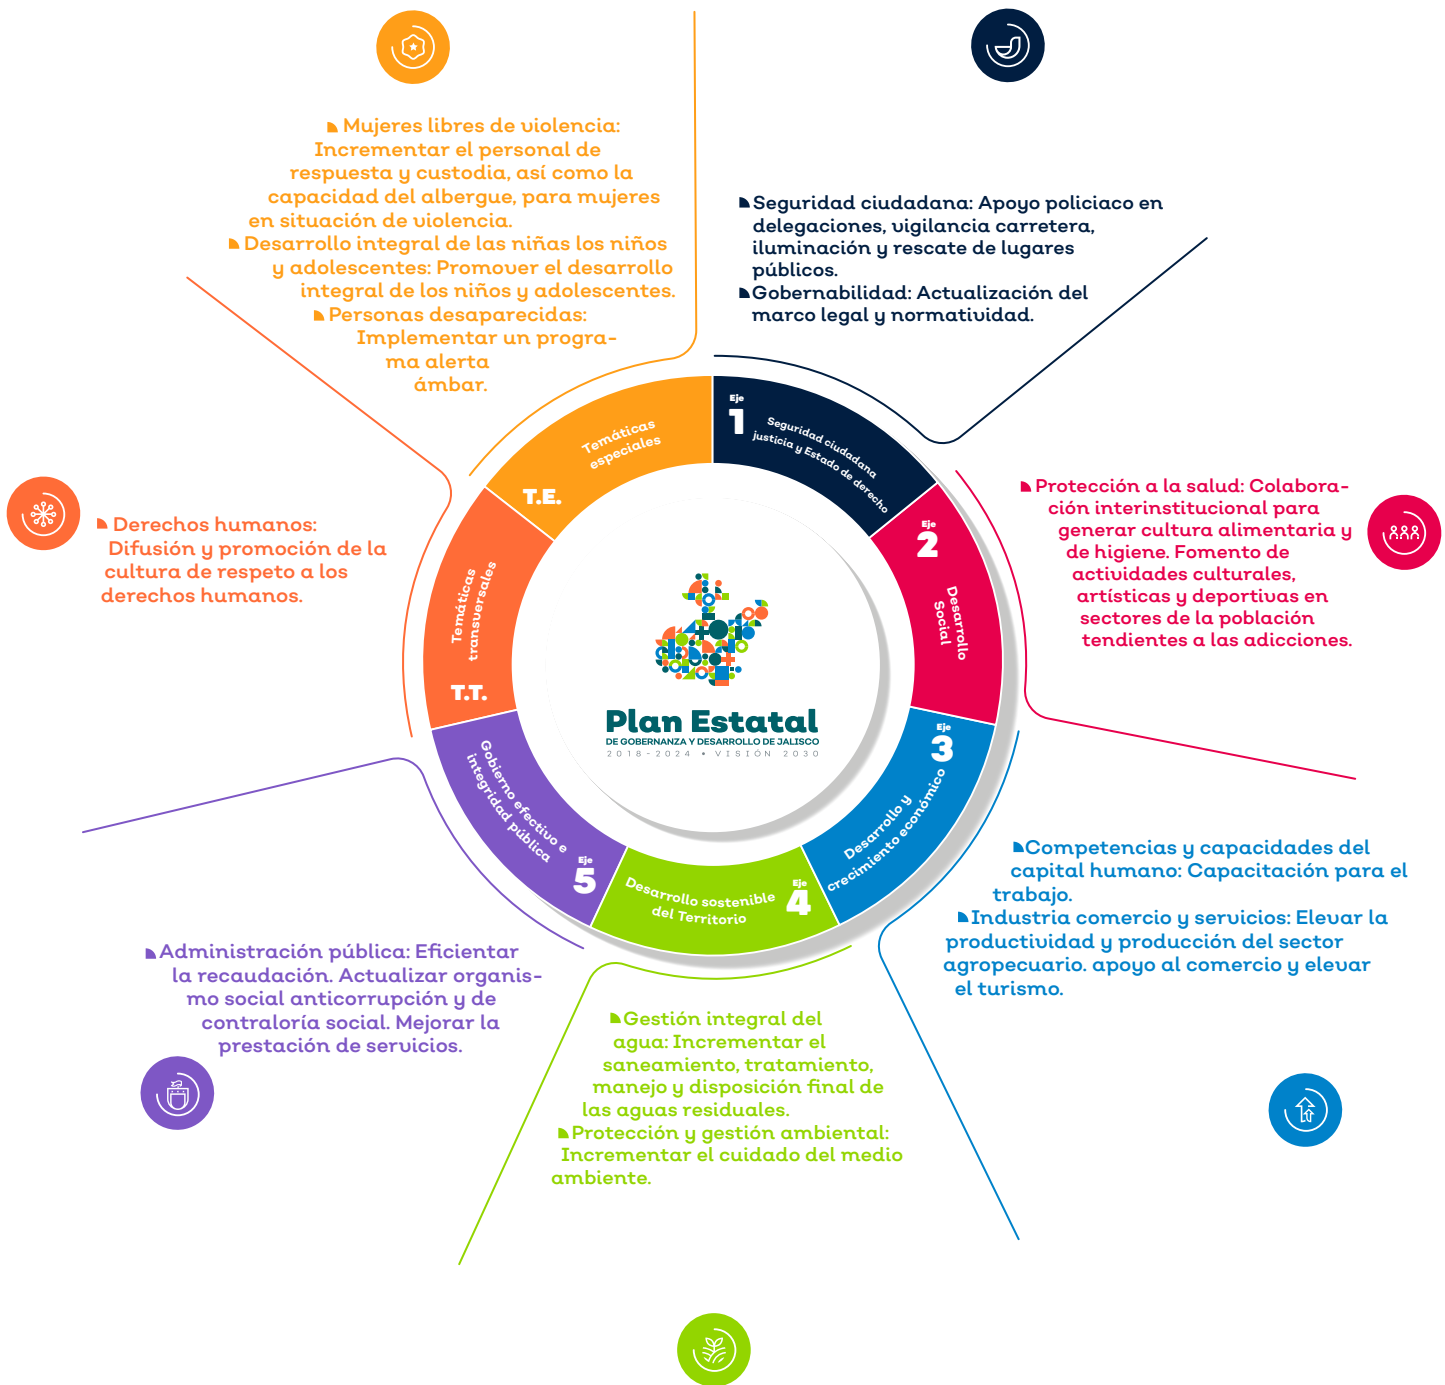 Mujeres libres de violencia:
Incrementar el personal de
respuesta y custodia, así como la
capacidad del albergue, para mujeres
en situación de violencia.
Desarrollo integral de las niñas los niños
y adolescentes: Promover el desarrollo
integral de los niños y adolescentes.
Personas desaparecidas:
Implementar un progra-
ma alerta
ámbar.
Seguridad ciudadana: Apoyo policiaco en
delegaciones, vigilancia carretera,
iluminación y rescate de lugares
públicos.
Gobernabilidad: Actualización del
marco legal y normatividad.
Protección a la salud: Colabora-
ción interinstitucional para
generar cultura alimentaria y
de higiene. Fomento de
actividades culturales,
artísticas y deportivas en
sectores de la población
tendientes a las adicciones.
Competencias y capacidades del
capital humano: Capacitación para el
trabajo.
Industria comercio y servicios: Elevar la
productividad y producción del sector
agropecuario. apoyo al comercio y elevar
el turismo.
Gestión integral del
agua: Incrementar el
saneamiento, tratamiento,
manejo y disposición final de
las aguas residuales.
Protección y gestión ambiental:
Incrementar el cuidado del medio
ambiente.
Administración pública: Eficientar
la recaudación. Actualizar organis-
mo social anticorrupción y de
contraloría social. Mejorar la
prestación de servicios.
Derechos humanos:
Difusión y promoción de la
cultura de respeto a los
derechos humanos.
Eje
1
Seguridad ciudadana
justicia y Estado de derecho
Eje
2
Desarrollo
Social
Eje
3
Desarrollo y
crecimiento económico
Eje
4
Desarrollo sostenible
del Territorio
Eje
5
Gobierno efectivo e
integridad pública
T.T.
Temáticas
transversales
T.E.
Temáticas
especiales
Plan Estatal
DE GOBERNANZA Y DESARROLLO DE JALISCO
2018-2024 • VISIÓN 2030